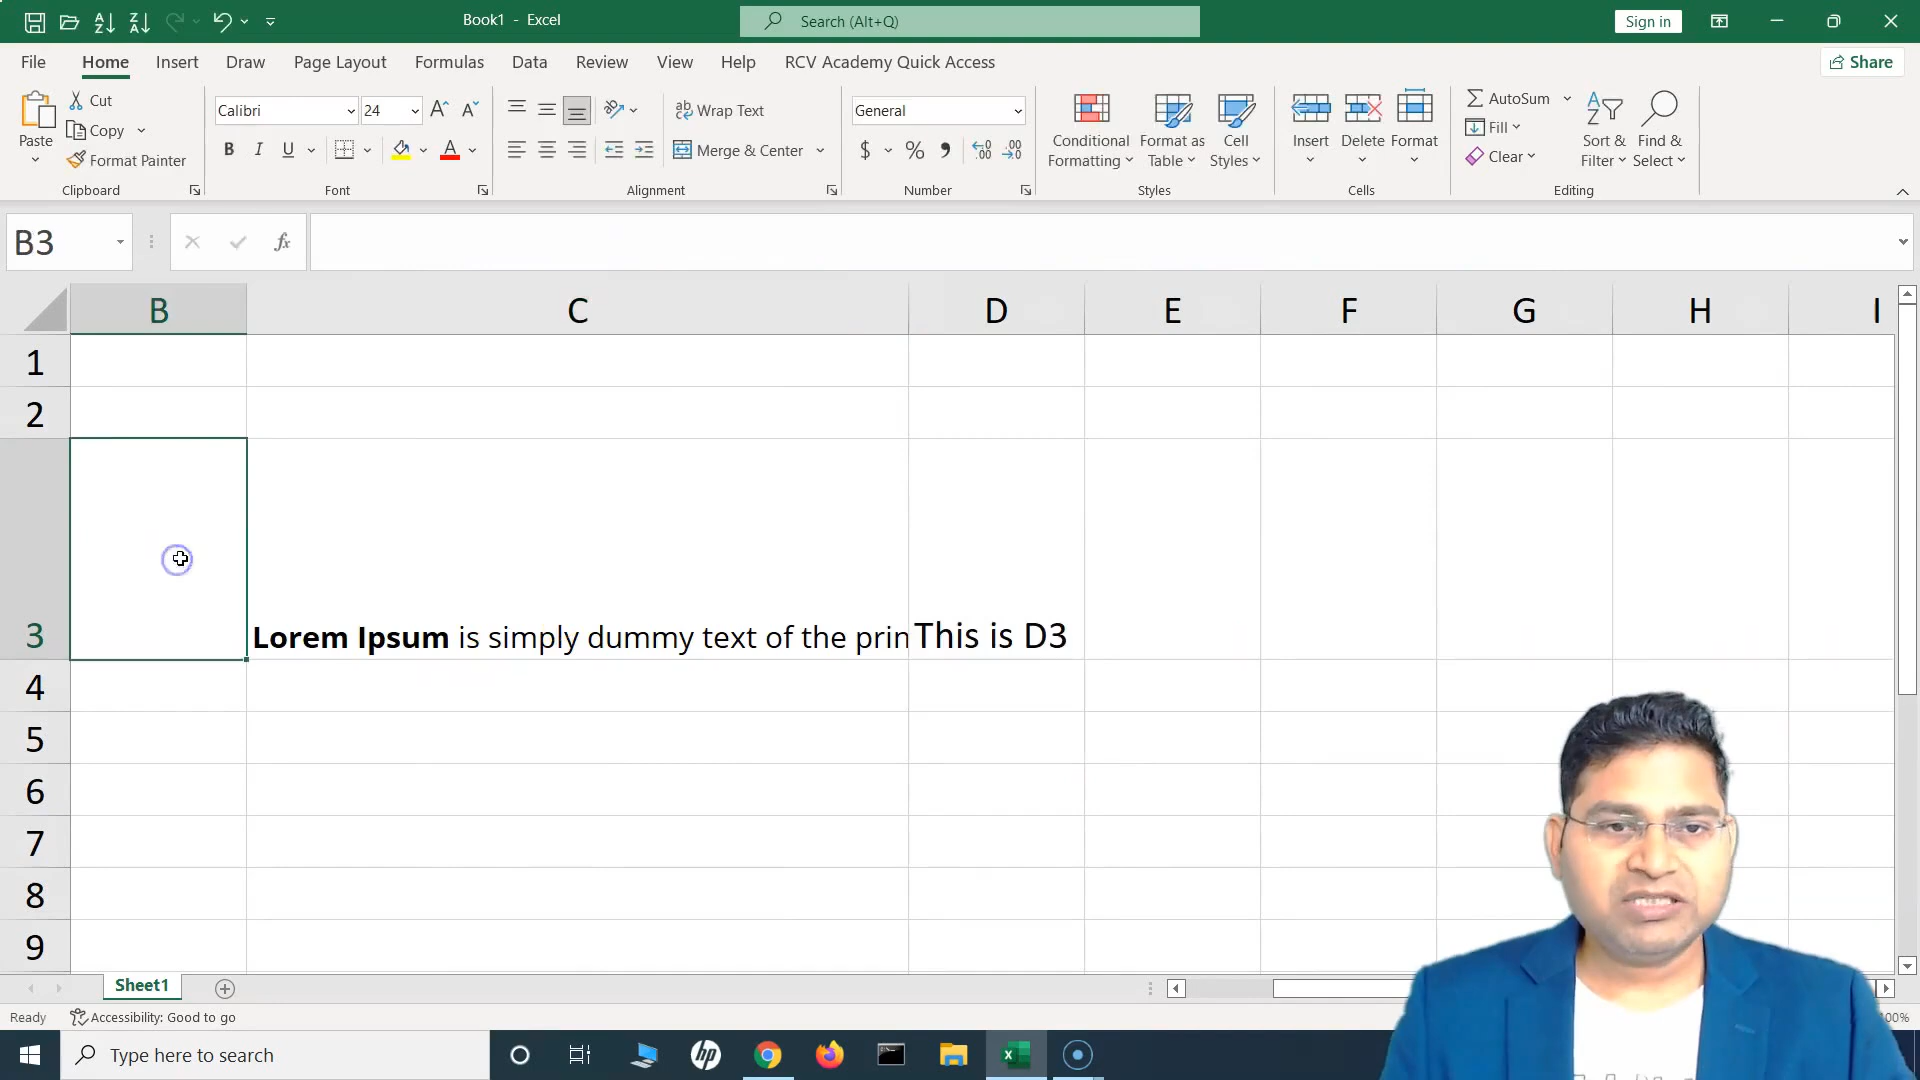 Book1 - Excel
Search (Alt+Q)
Sign in
File
Home
Insert
Draw
Page Layout
Formulas
Data
Review
View
Help
RCV Academy Quick Access
Share
Paste
Cut
Copy
Format Painter
Clipboard
Calibri
24
B I U
Font
ab Wrap Text
Merge & Center
Alignment
General
$ % 9
Number
Conditional
Formatting
Format as
Table
Cell
Styles
Styles
Insert
Delete
Format
Cells
AutoSum
Fill
Clear
Sort &
Filter
Find &
Select
Editing
B3
fx
B C D E F G H I
1
2
3
Lorem Ipsum is simply dummy text of the prin
This is D3
4
5
6
7
8
9
Sheet1
Ready
Accessibility: Good to go
Type here to search
hp